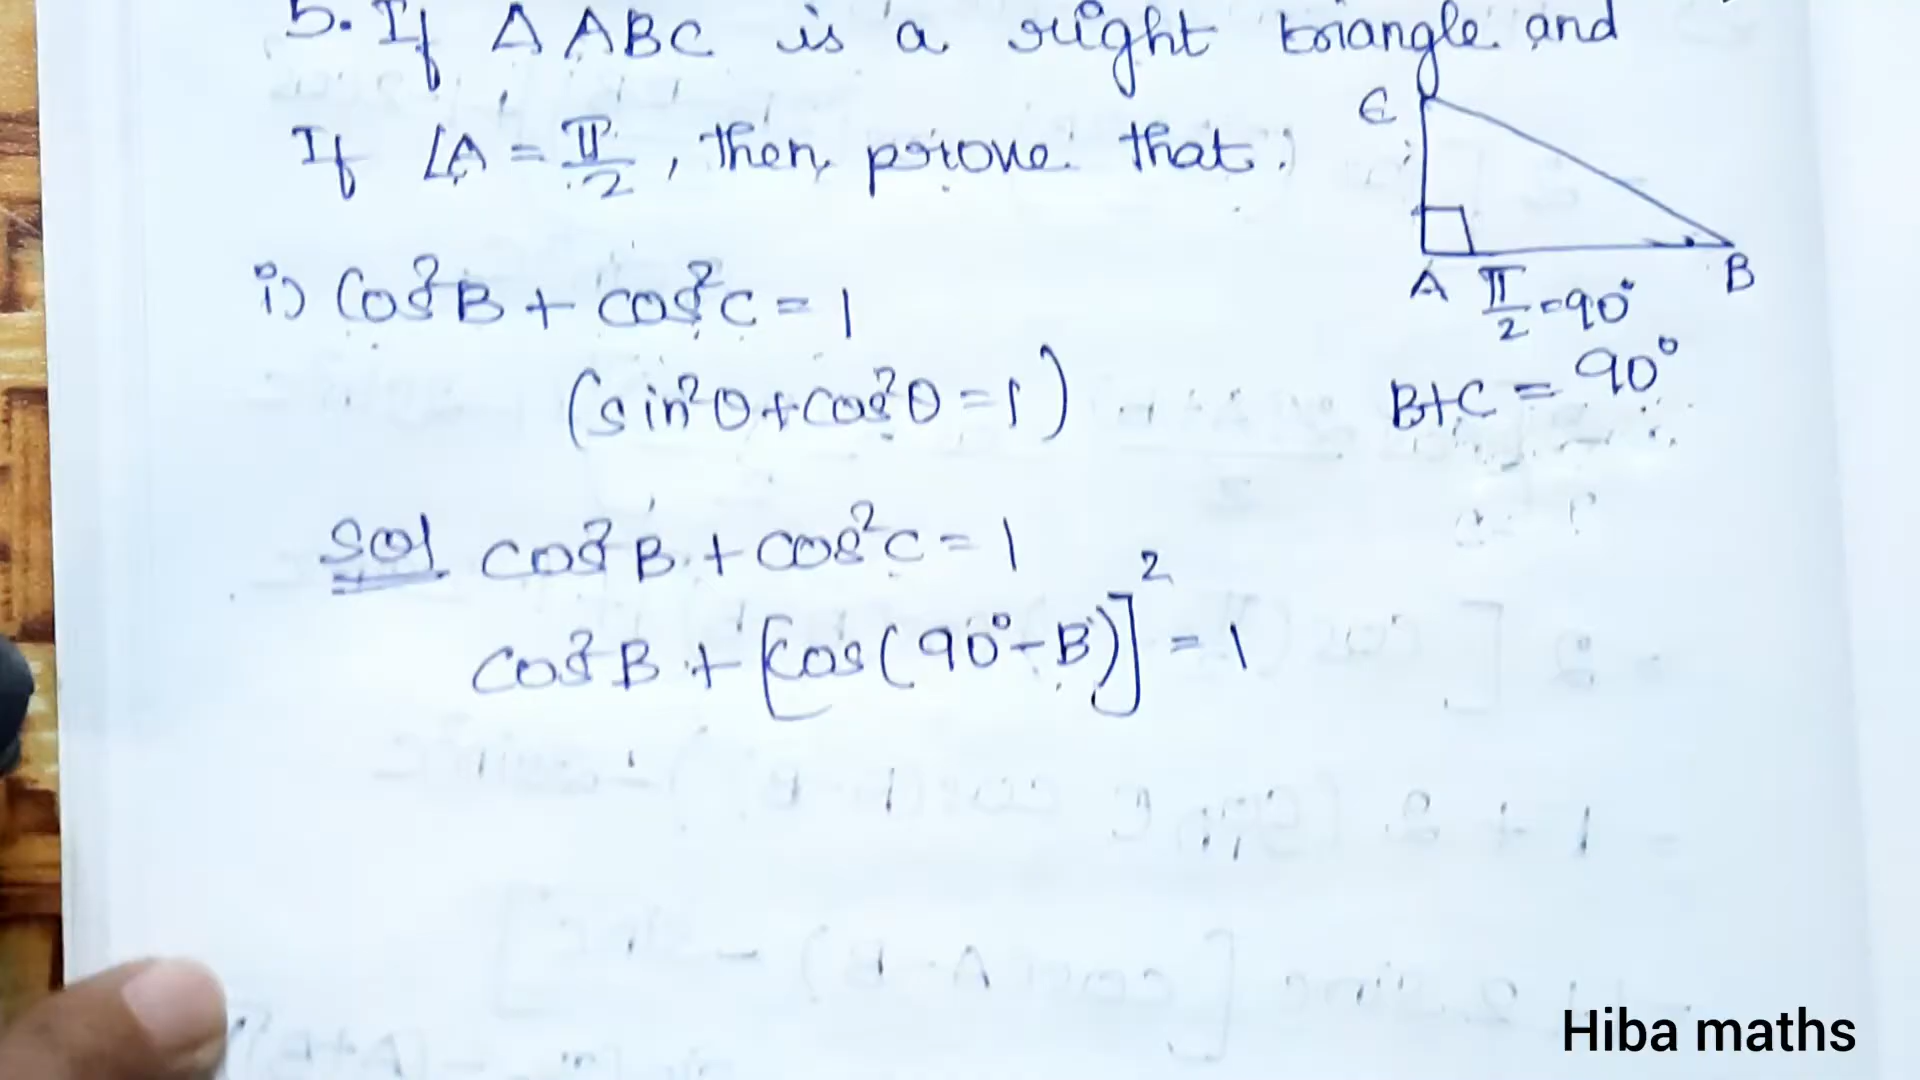 5. If Δ ABC is a right triangle and
If ∠A = π/2, then prove that:
C
A
B
π/2 = 90°
B+C = 90°
i) Cos²B + cos²C = 1
(sin²θ + cos²θ = 1)
Sol cos²B + cos²C = 1
cos²B + [cos(90° - B)]² = 1
Hiba maths